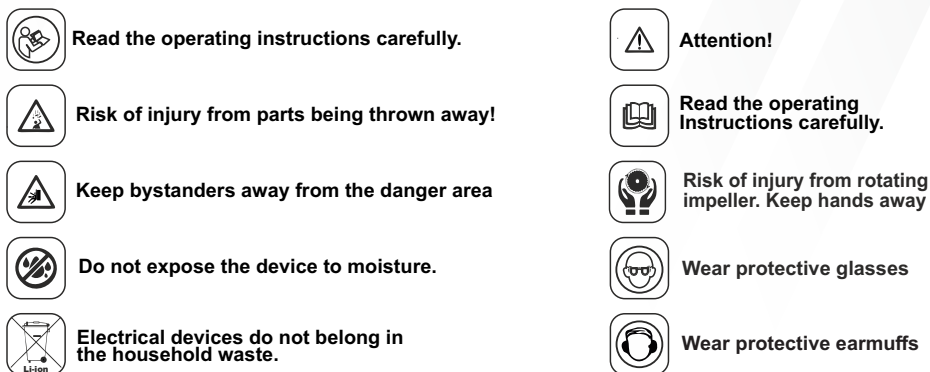 Read the operating instructions carefully.
Risk of injury from parts being thrown away!
Keep bystanders away from the danger area
Do not expose the device to moisture.
Electrical devices do not belong in
the household waste.
Li-ion
Attention!
Read the operating
Instructions carefully.
Risk of injury from rotating
impeller. Keep hands away
Wear protective glasses
Wear protective earmuffs